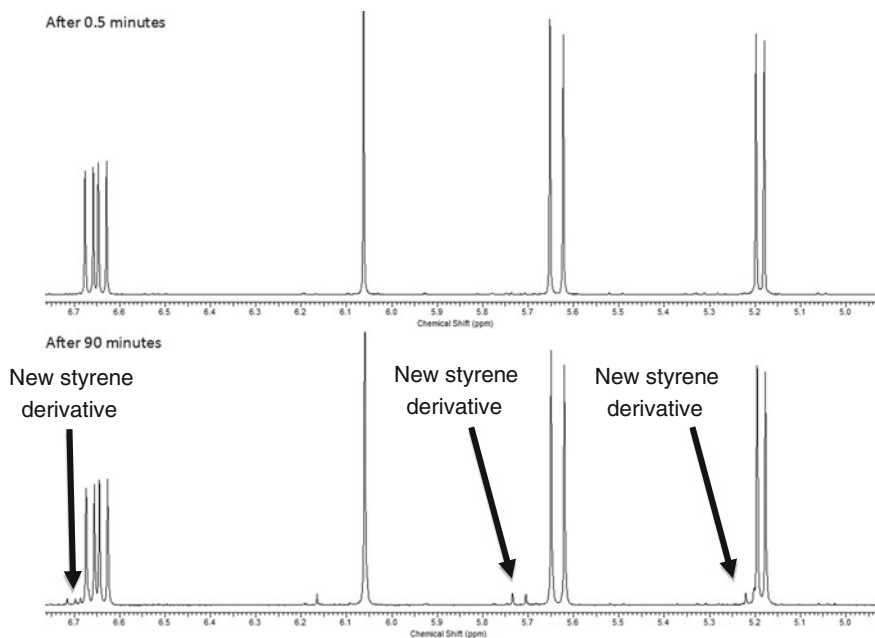 After 0.5 minutes
6.7 6.6 6.5 6.4 6.3 6.2 6.1 6.0 5.9 5.8 5.7 5.6 5.5 5.4 5.3 5.2 5.1 5.0
Chemical Shift (ppm)
After 90 minutes
New styrene
derivative
New styrene
derivative
New styrene
derivative
6.7 6.6 6.5 6.4 6.3 6.2 6.1 6.0 5.9 5.8 5.7 5.6 5.5 5.4 5.3 5.2 5.1 5.0
Chemical Shift (ppm)